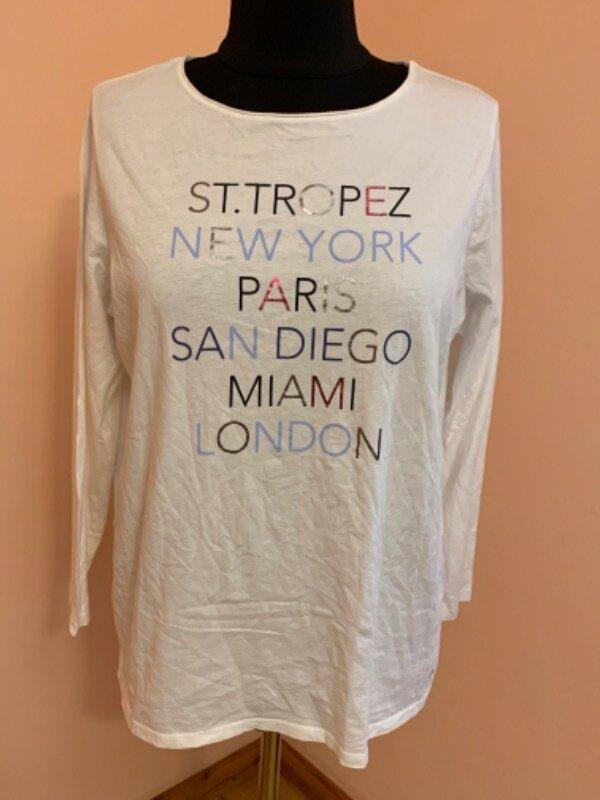 ST.TROPEZ
NEW YORK
PARIS
SAN DIEGO
MIAMI
LONDON